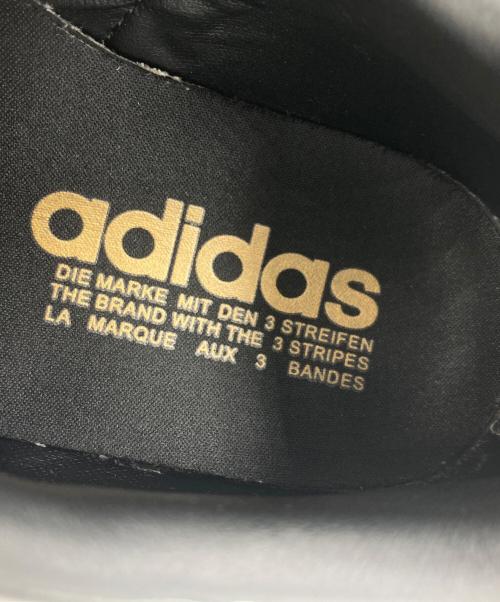 adidas
DIE MARKE MIT DEN 3 STREIFEN
THE BRAND WITH THE 3 STRIPES
LA MARQUE AUX 3 BANDES